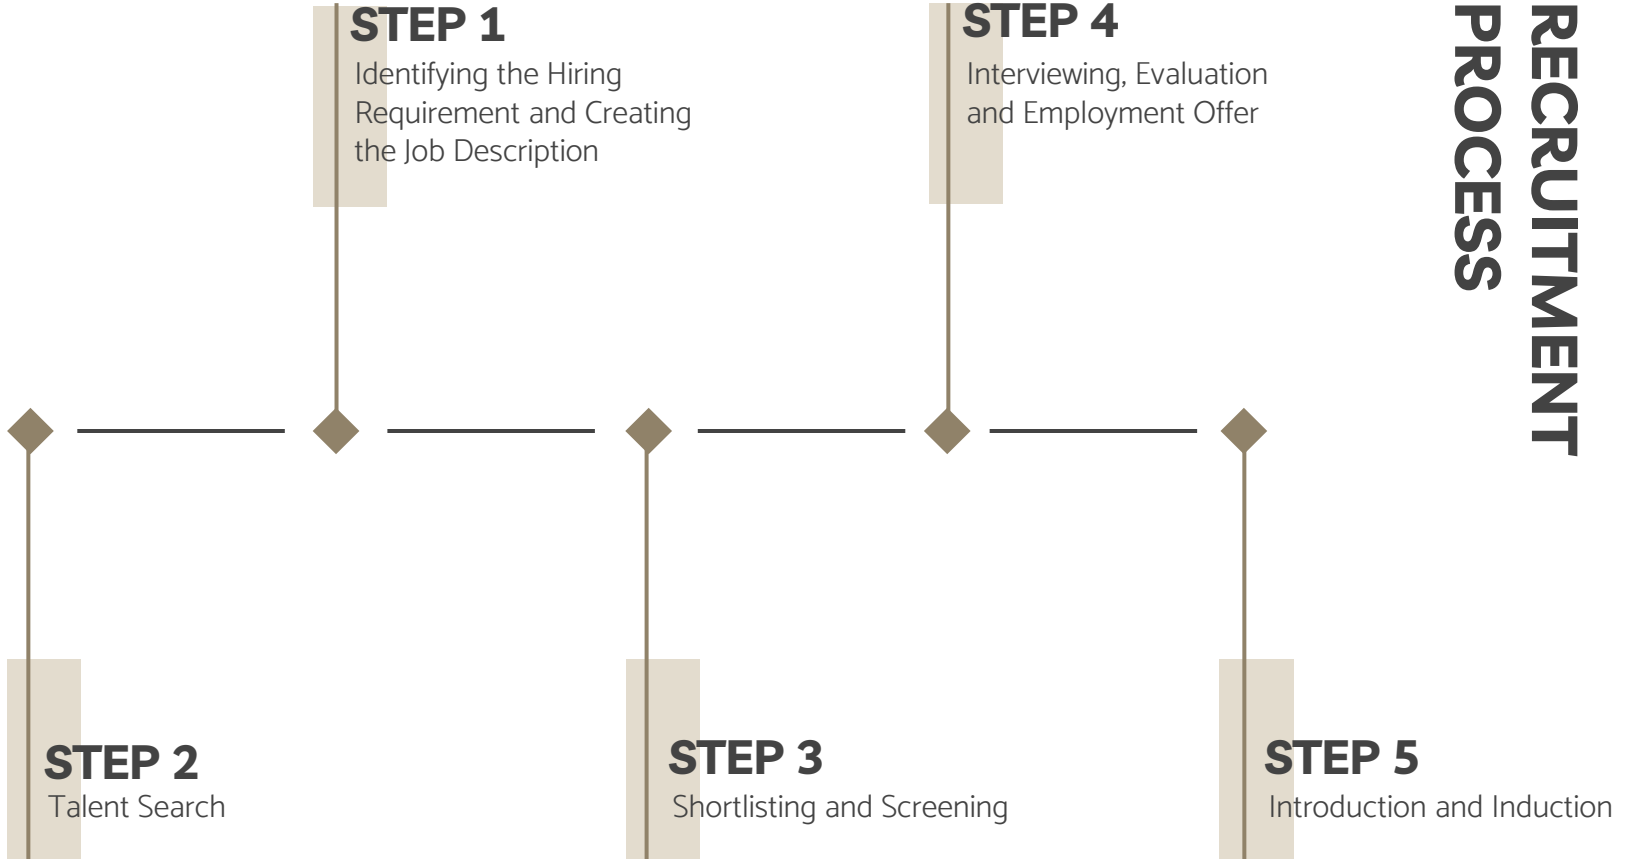 STEP 1
Identifying the Hiring
Requirement and Creating
the Job Description
STEP 4
Interviewing, Evaluation
and Employment Offer
RECRUITMENT
PROCESS
STEP 2
Talent Search
STEP 3
Shortlisting and Screening
STEP 5
Introduction and Induction